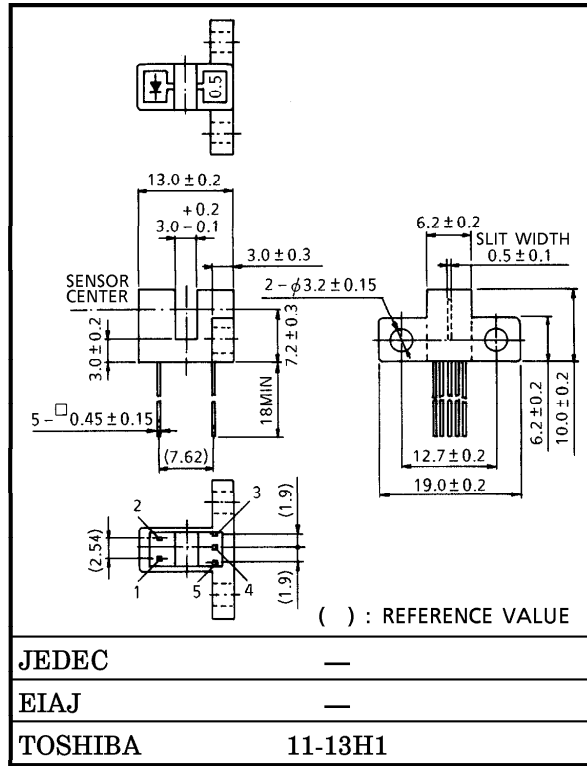 0.5
13.0±0.2
+0.2
3.0-0.1
3.0±0.3
6.2±0.2
SLIT WIDTH
0.5±0.1
2-ϕ3.2±0.15
SENSOR
CENTER
3.0±0.2
7.2±0.3
18MIN
5-□0.45±0.15
(7.62)
6.2±0.2
10.0±0.2
12.7±0.2
19.0±0.2
2
3
(1.9)
(2.54)
1
5
4
(1.9)
( ) : REFERENCE VALUE
JEDEC —
EIAJ —
TOSHIBA 11-13H1